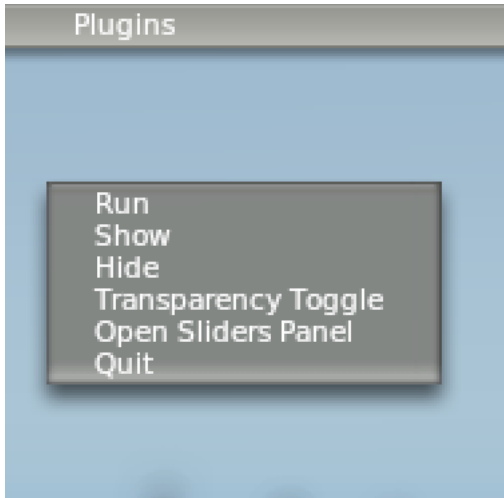 Plugins
Run
Show
Hide
Transparency Toggle
Open Sliders Panel
Quit